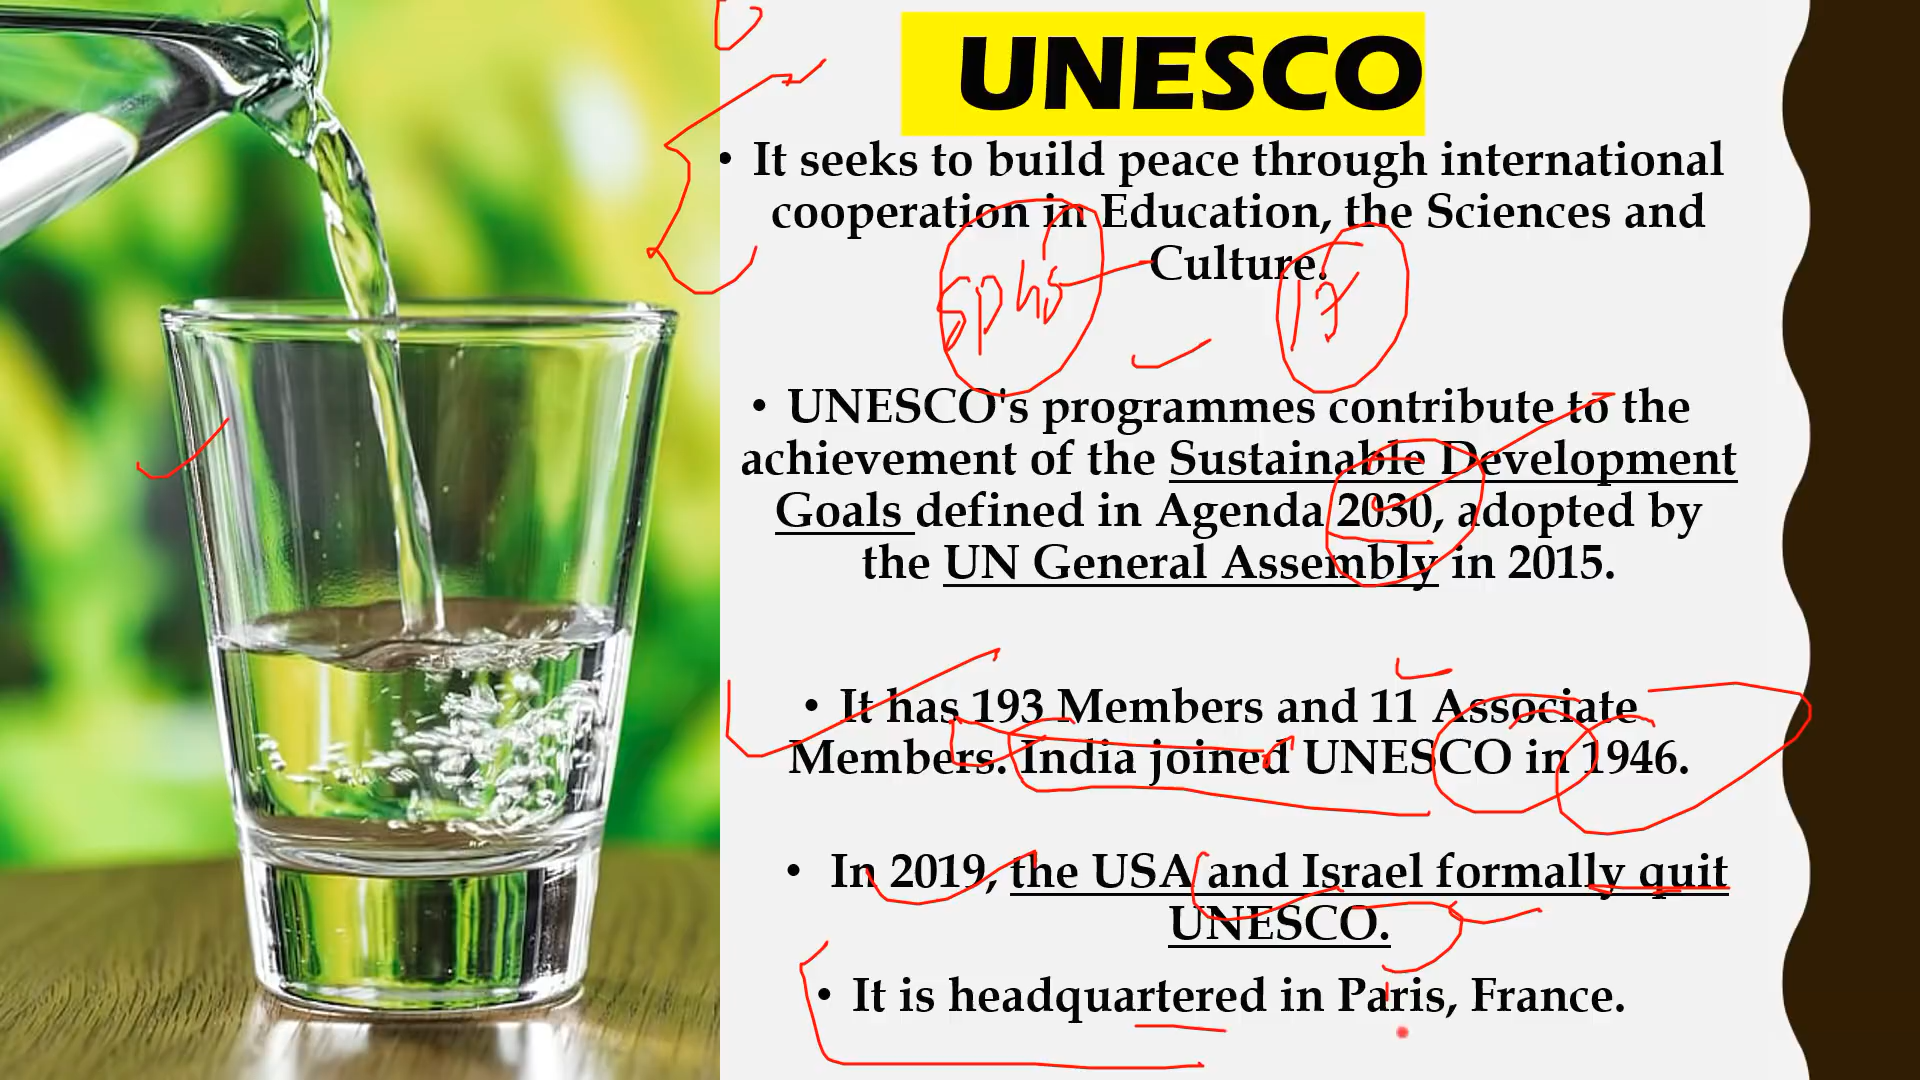 UNESCO
• It seeks to build peace through international
cooperation in Education, the Sciences and
Culture.
17
• UNESCO's programmes contribute to the
achievement of the Sustainable Development
Goals defined in Agenda 2030, adopted by
the UN General Assembly in 2015.
• It has 193 Members and 11 Associate
Members. India joined UNESCO in 1946.
• In 2019, the USA and Israel formally quit
UNESCO.
• It is headquartered in Paris, France.